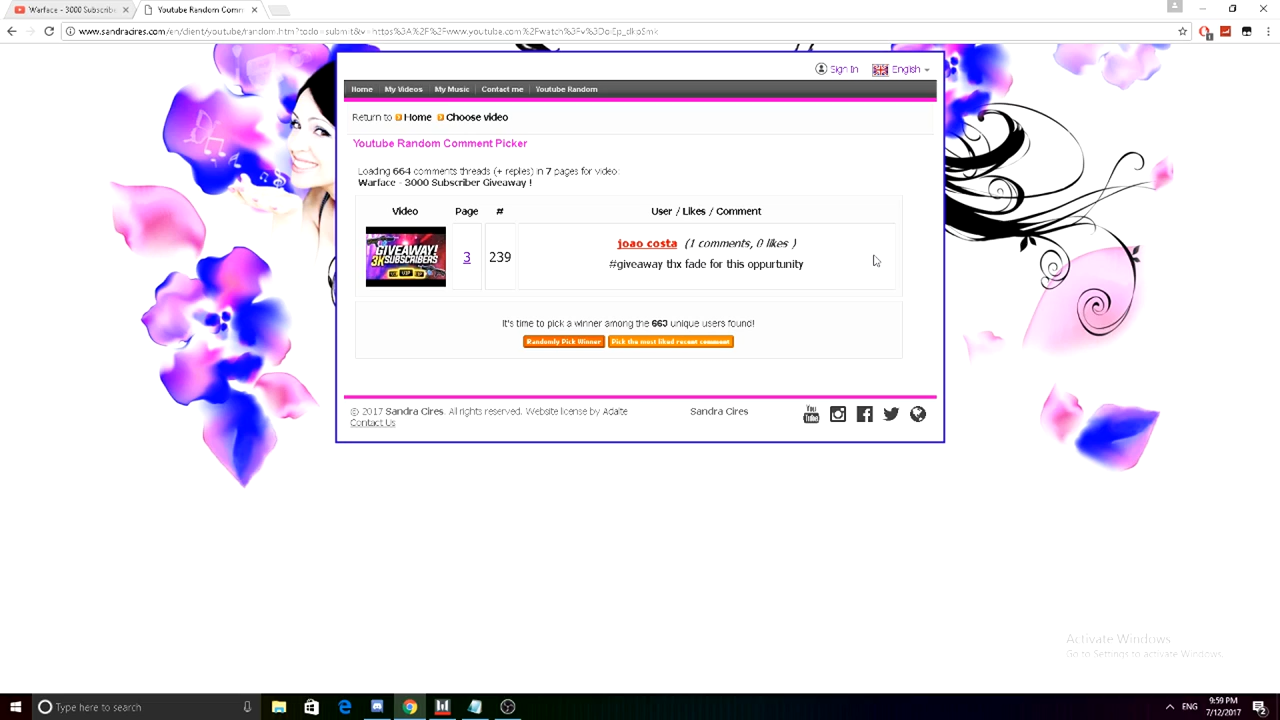 Warface - 3000 Subscrib
Youtube Random Comm
www.sandracires.com/en/client/youtube/random.htm?todo=submit&v=https%3A%2F%2Fwww.youtube.com%2Fwatch%3Fv%3D
Sign In
English
Home
My Videos
My Music
Contact me
Youtube Random
Return to Home Choose video
Youtube Random Comment Picker
Loading 664 comments threads (+ replies) in 7 pages for video:
Warface - 3000 Subscriber Giveaway !
Video Page # User / Likes / Comment
GIVEAWAY!
3K SUBSCRIBERS
VIP
3
239
joao costa (1 comments, 0 likes )
#giveaway thx fade for this oppurtunity
It's time to pick a winner among the 663 unique users found!
Randomly Pick Winner
Pick the most liked recent comment
© 2017 Sandra Cires. All rights reserved. Website license by Adaite
Contact Us
Sandra Cires
You Tube
Activate Windows
Go to Settings to activate Windows.
Type here to search
ENG
9:59 PM
7/12/2017
2